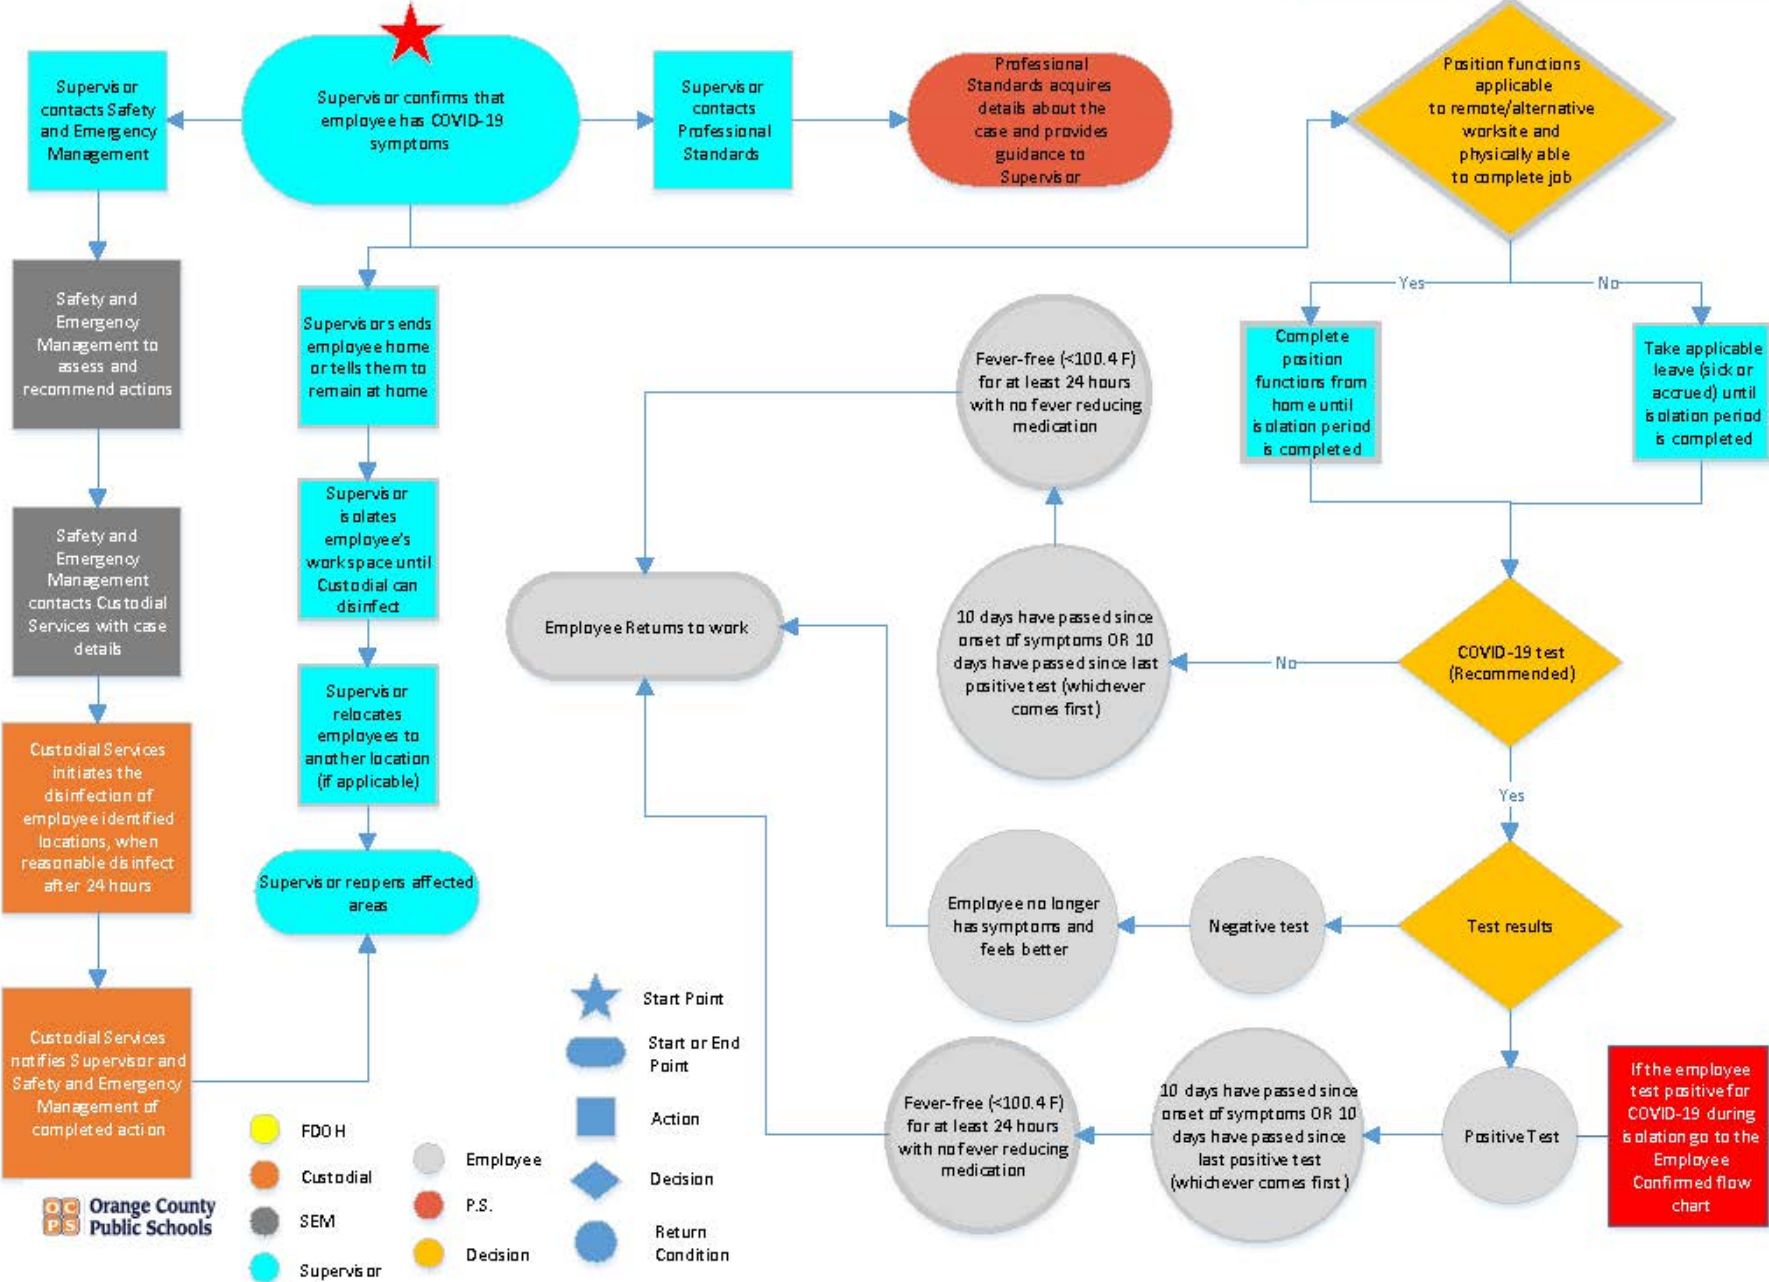 Supervisor
contacts Safety
and Emergency
Management
Supervisor confirms that
employee has COVID-19
symptoms
Supervisor
contacts
Professional
Standards
Professional
Standards acquires
details about the
case and provides
guidance to
Supervisor
Position functions
applicable
to remote/alternative
worksite and
physically able
to complete job
Yes
No
Safety and
Emergency
Management to
assess and
recommend actions
Supervisor sends
employee home
or tells them to
remain at home
Fever-free (<100.4 F)
for at least 24 hours
with no fever reducing
medication
Complete
position
functions from
home until
isolation period
is completed
Take applicable
leave (sick or
accrued) until
isolation period
is completed
Safety and
Emergency
Management
contacts Custodial
Services with case
details
Supervisor
isolates
employee's
workspace until
Custodial can
disinfect
Employee Returns to work
10 days have passed since
onset of symptoms OR 10
days have passed since last
positive test (whichever
comes first)
No
COVID-19 test
(Recommended)
Yes
Supervisor
relocates
employees to
another location
(if applicable)
Custodial Services
initiates the
disinfection of
employee identified
locations, when
reasonable disinfect
after 24 hours
Supervisor reopens affected
areas
Employee no longer
has symptoms and
feels better
Negative test
Test results
Custodial Services
notifies Supervisor and
Safety and Emergency
Management of
completed action
Fever-free (<100.4 F)
for at least 24 hours
with no fever reducing
medication
10 days have passed since
onset of symptoms OR 10
days have passed since
last positive test
(whichever comes first)
Positive Test
If the employee
test positive for
COVID-19 during
isolation go to the
Employee
Confirmed flow
chart
Start Point
Start or End
Point
Action
Decision
Return
Condition
FDOH
Custodial
SEM
Supervisor
Employee
P.S.
Decision
OC
PS
Orange County
Public Schools